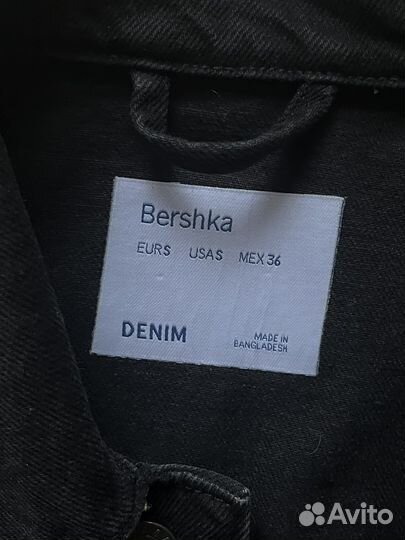 Bershka
EUR S USA S MEX 36
DENIM
MADE IN
BANGLADESH
Avito